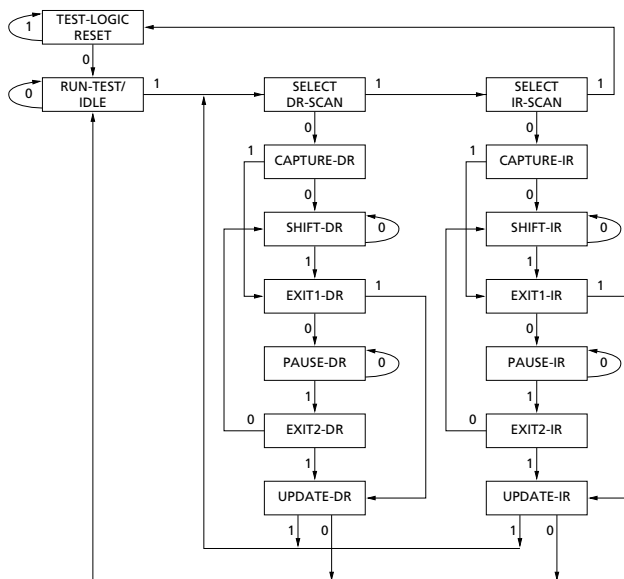 TEST-LOGIC
RESET
1
0
RUN-TEST/
IDLE
0
1
SELECT
DR-SCAN
1
SELECT
IR-SCAN
1
0
0
1
CAPTURE-DR
1
CAPTURE-IR
0
0
SHIFT-DR
0
SHIFT-IR
0
1
1
EXIT1-DR
1
EXIT1-IR
1
0
0
PAUSE-DR
0
PAUSE-IR
0
1
1
0
EXIT2-DR
0
EXIT2-IR
1
1
UPDATE-DR
UPDATE-IR
1
0
1
0